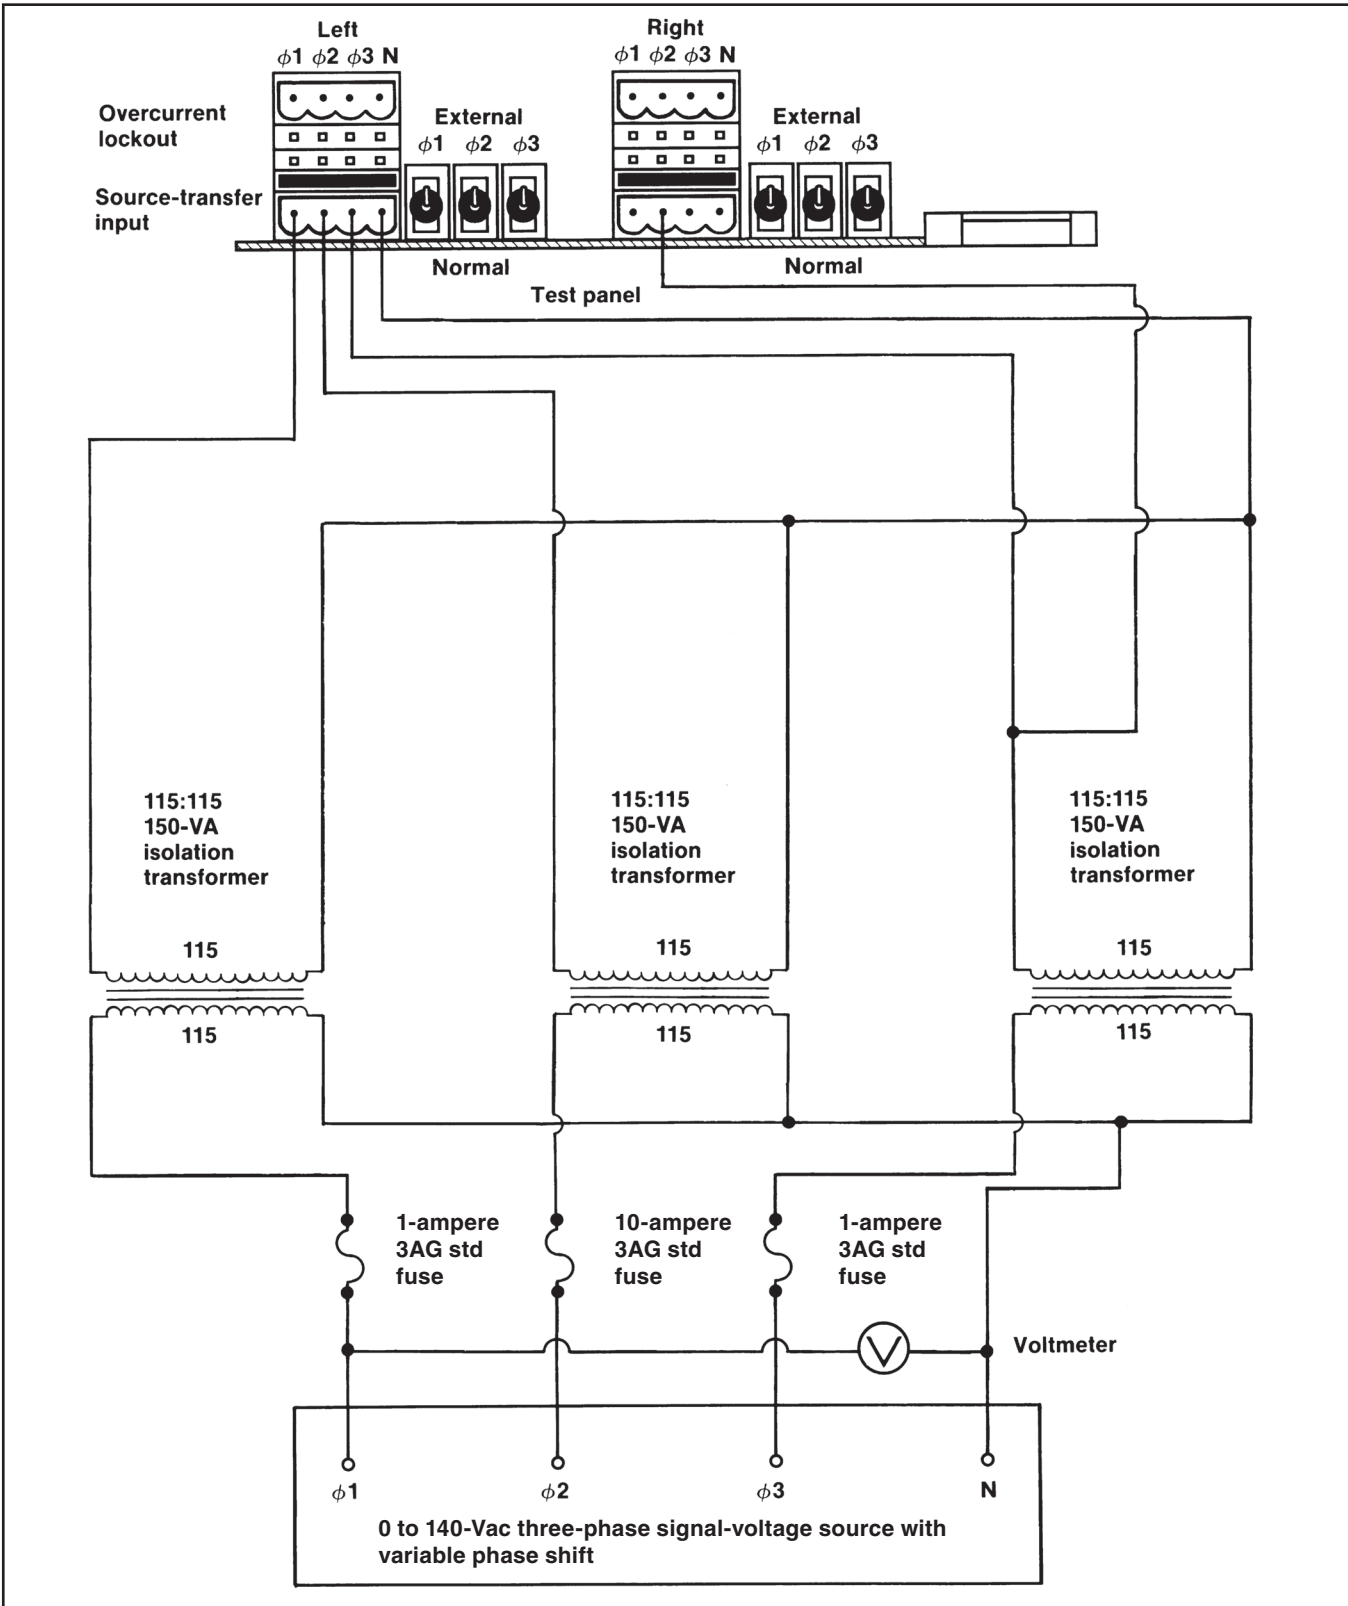 Left
Right
ϕ1 ϕ2 ϕ3 N
ϕ1 ϕ2 ϕ3 N
Overcurrent
lockout
External
ϕ1 ϕ2 ϕ3
External
ϕ1 ϕ2 ϕ3
Source-transfer
input
Normal
Normal
Test panel
115:115
150-VA
isolation
transformer
115:115
150-VA
isolation
transformer
115:115
150-VA
isolation
transformer
115
115
115
115
115
115
1-ampere
3AG std
fuse
10-ampere
3AG std
fuse
1-ampere
3AG std
fuse
V
Voltmeter
ϕ1
ϕ2
ϕ3
N
0 to 140-Vac three-phase signal-voltage source with
variable phase shift